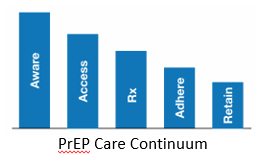 Aware
Access
Rx
Adhere
Retain
PrEP Care Continuum